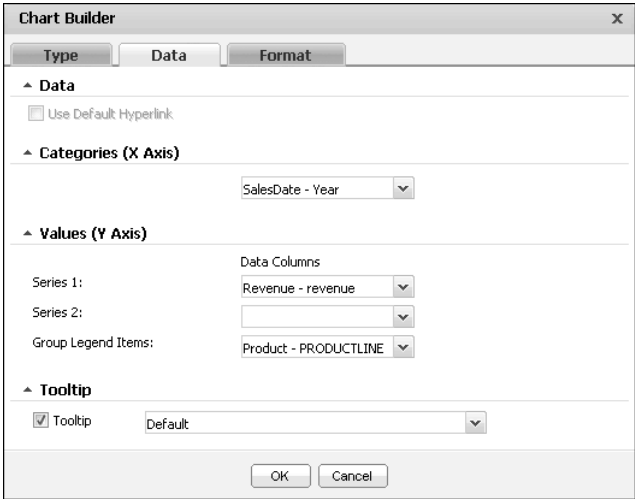 Chart Builder x
Type Data Format
Data
Use Default Hyperlink
Categories (X Axis)
SalesDate - Year
Values (Y Axis)
Data Columns
Series 1: Revenue - revenue
Series 2:
Group Legend Items: Product - PRODUCTLINE
Tooltip
Tooltip Default
OK Cancel